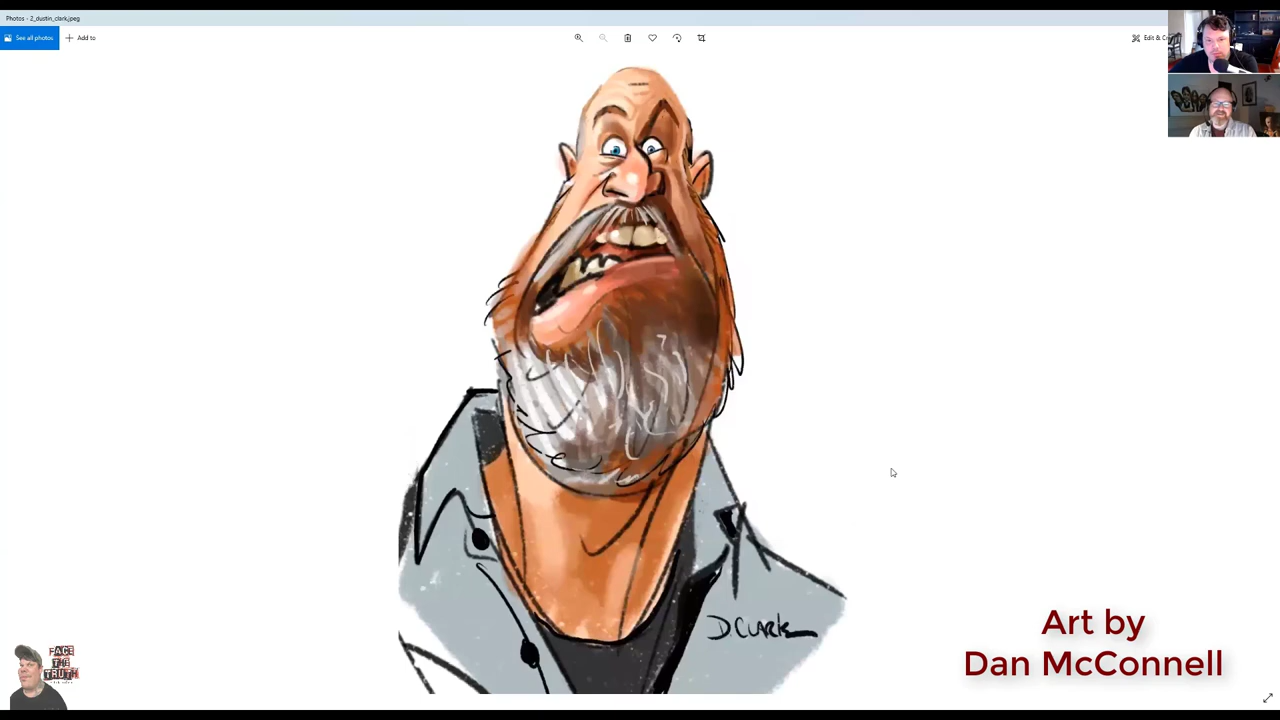 Photos - 2_dustin_clark.jpeg
See all photos
Add to
Edit & Cr
D.CLARK
FACE
THE
TRUTH
Art by
Dan McConnell